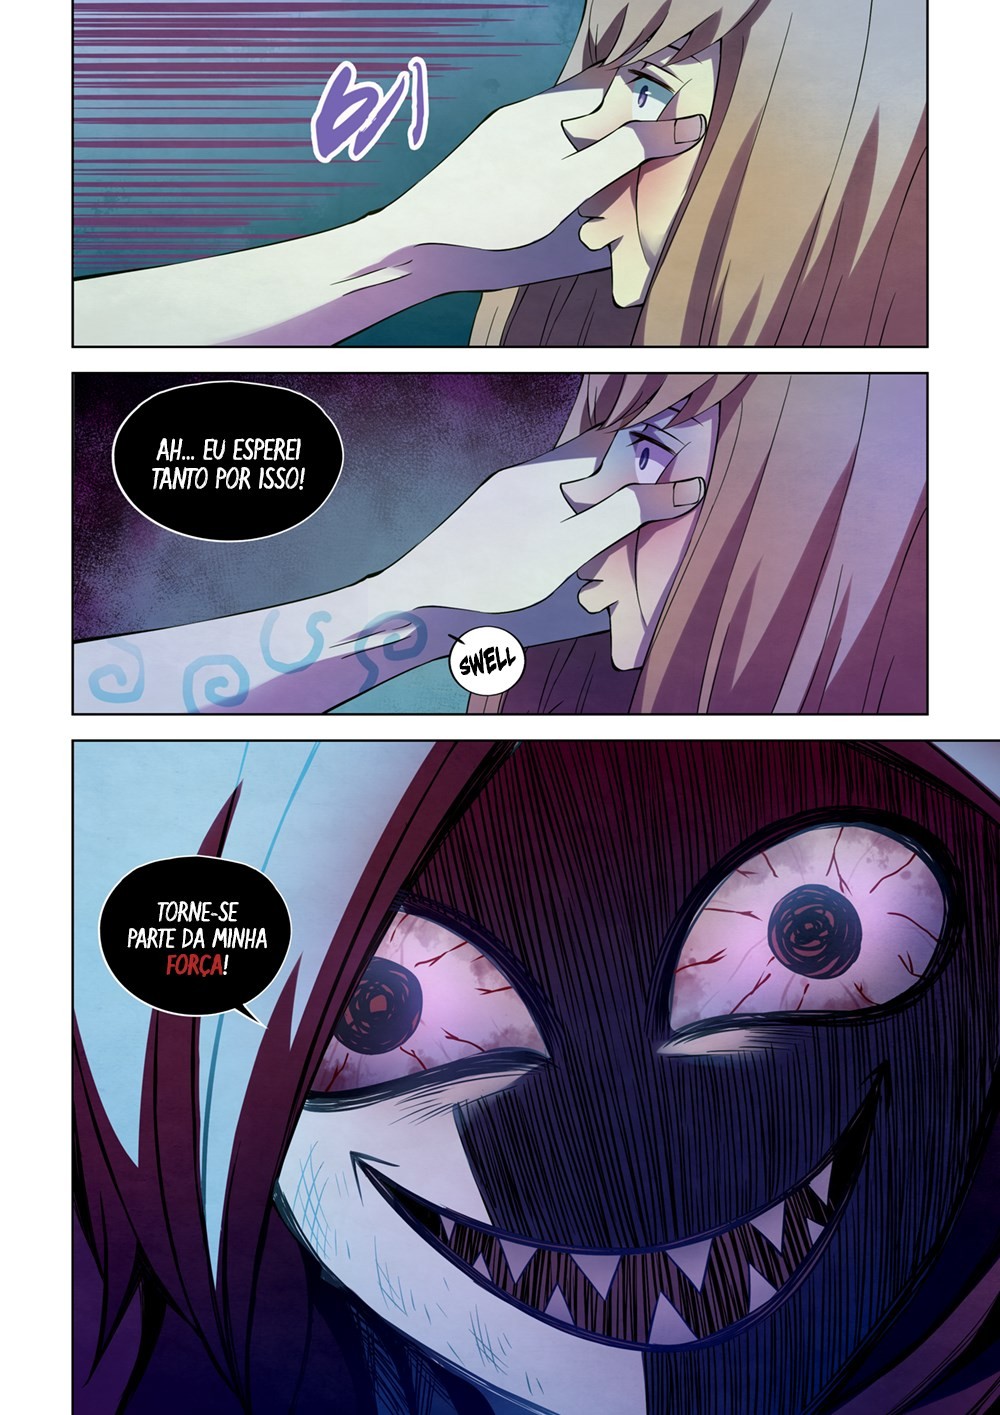 AH... EU ESPEREI
TANTO POR ISSO!
SWELL
TORNE-SE
PARTE DA MINHA
FORÇA!